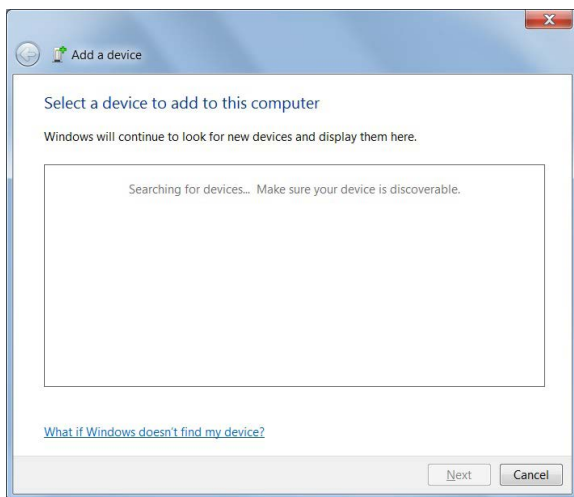 Add a device
Select a device to add to this computer
Windows will continue to look for new devices and display them here.
Searching for devices... Make sure your device is discoverable.
What if Windows doesn't find my device?
Next Cancel